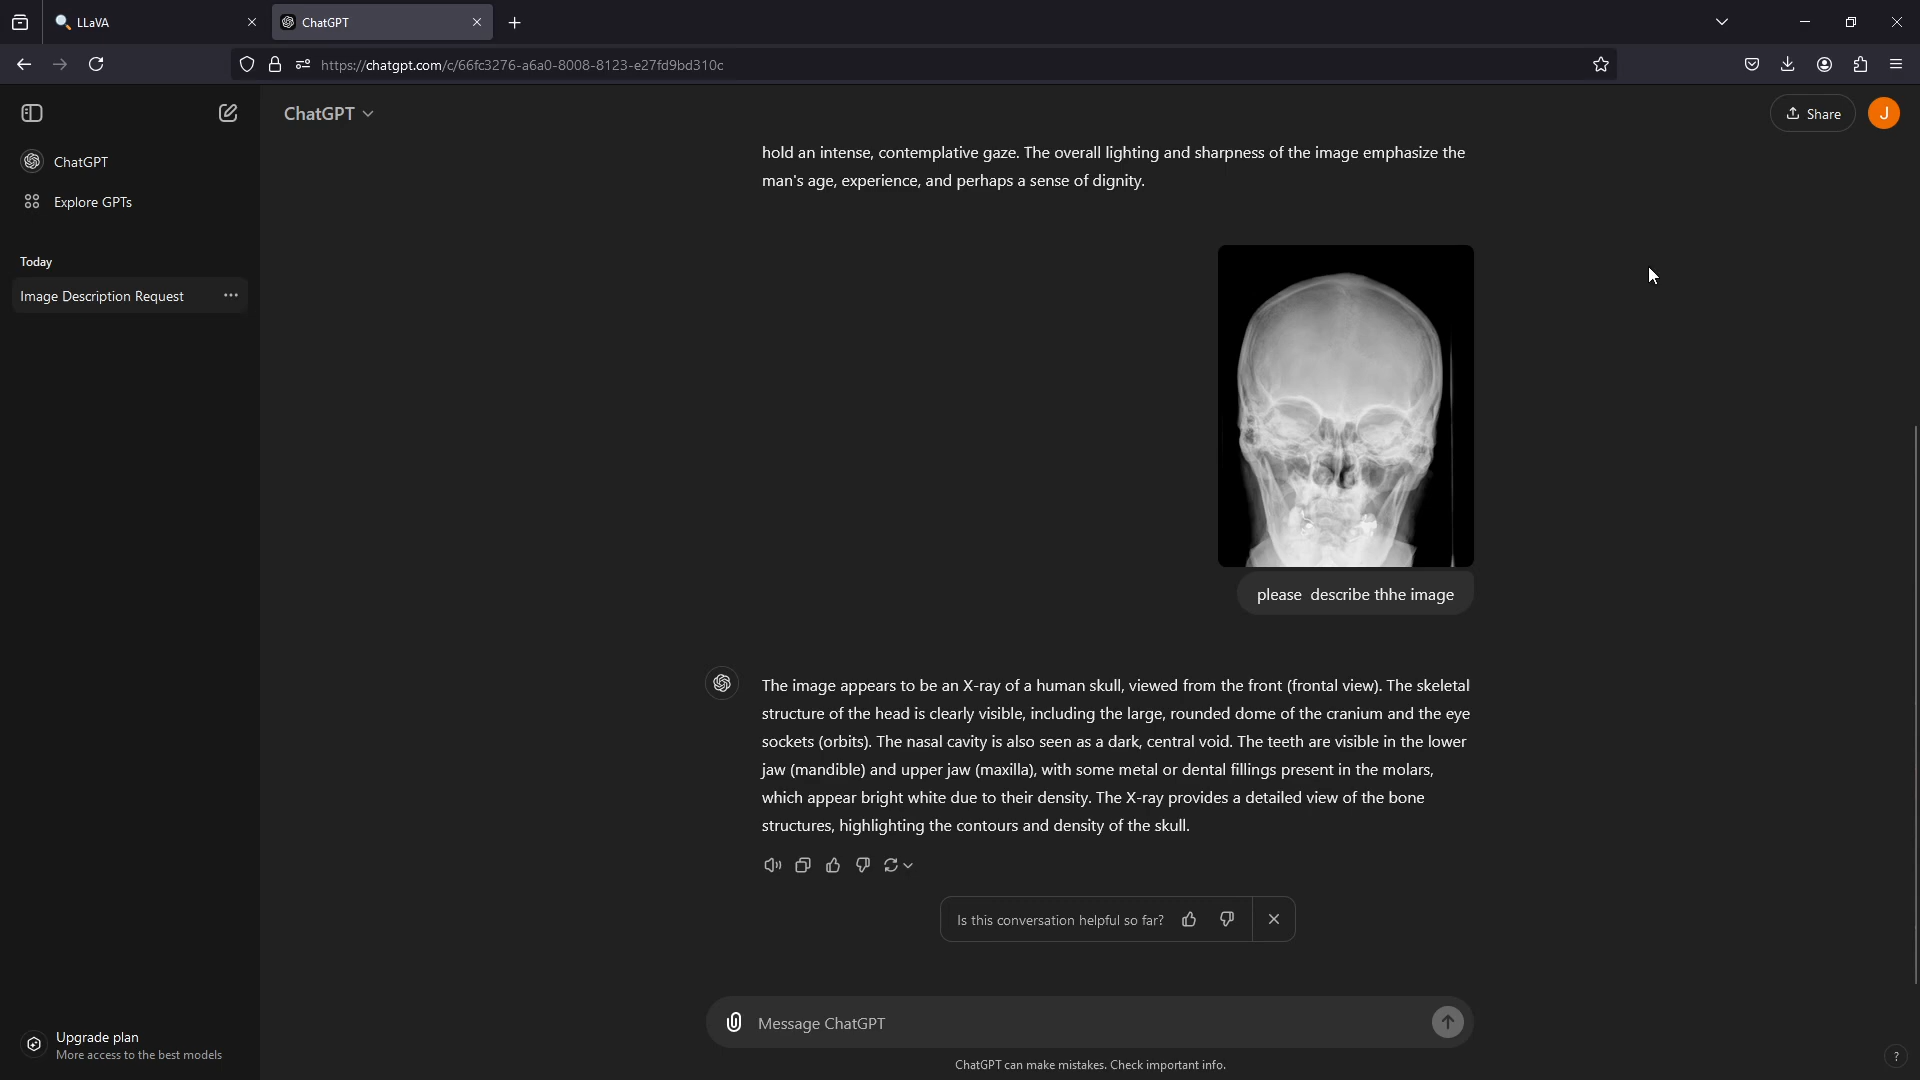 LLaVA
ChatGPT
https://chatgpt.com/c/66fc3276-a6a0-8008-8123-e27fd9bd310c
ChatGPT
Share
J
ChatGPT
Explore GPTs
Today
Image Description Request
hold an intense, contemplative gaze. The overall lighting and sharpness of the image emphasize the
man's age, experience, and perhaps a sense of dignity.
please  describe thhe image
The image appears to be an X-ray of a human skull, viewed from the front (frontal view). The skeletal
structure of the head is clearly visible, including the large, rounded dome of the cranium and the eye
sockets (orbits). The nasal cavity is also seen as a dark, central void. The teeth are visible in the lower
jaw (mandible) and upper jaw (maxilla), with some metal or dental fillings present in the molars,
which appear bright white due to their density. The X-ray provides a detailed view of the bone
structures, highlighting the contours and density of the skull.
Is this conversation helpful so far?
Message ChatGPT
ChatGPT can make mistakes. Check important info.
Upgrade plan
More access to the best models
?